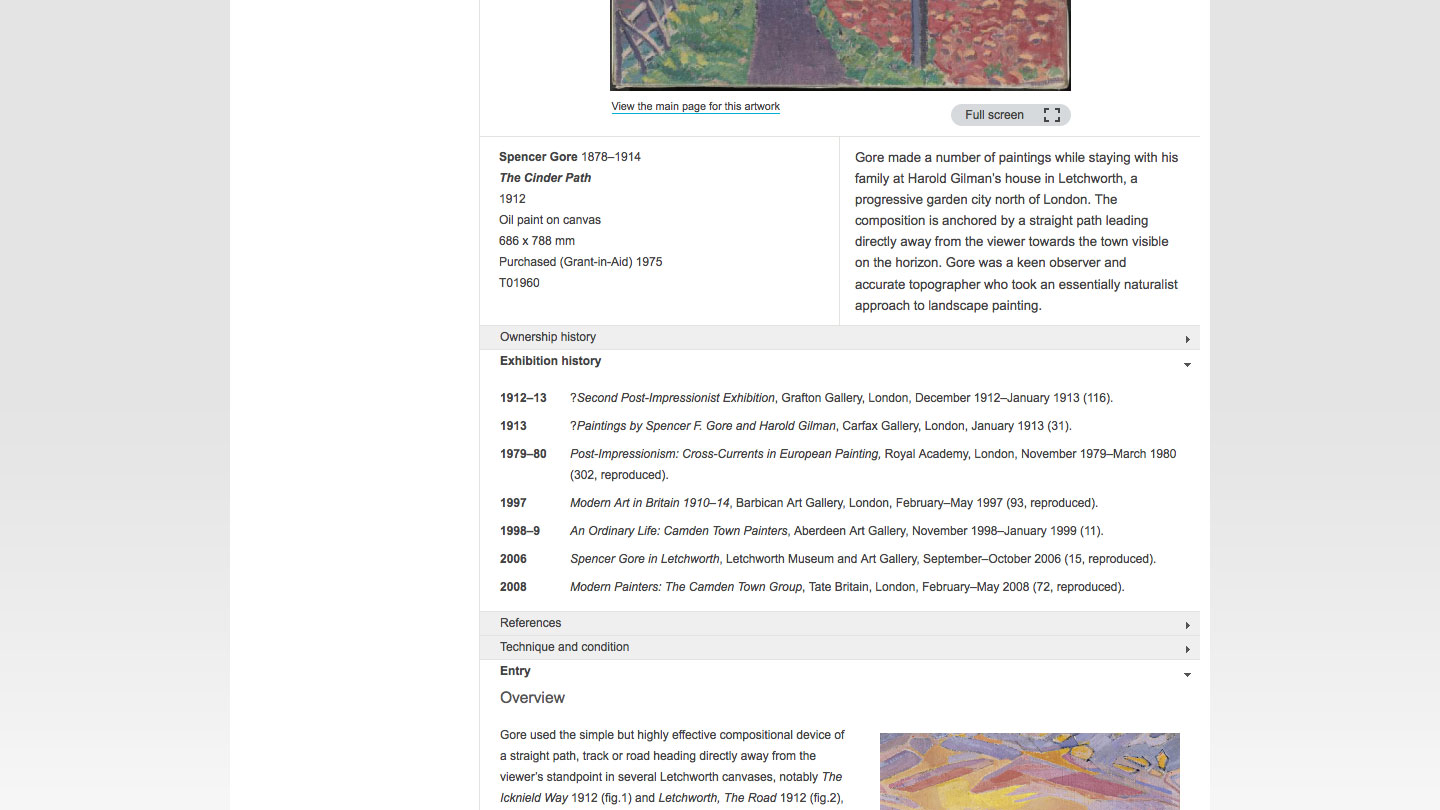 View the main page for this artwork
Full screen
Spencer Gore 1878–1914
The Cinder Path
1912
Oil paint on canvas
686 x 788 mm
Purchased (Grant-in-Aid) 1975
T01960
Gore made a number of paintings while staying with his
family at Harold Gilman's house in Letchworth, a
progressive garden city north of London. The
composition is anchored by a straight path leading
directly away from the viewer towards the town visible
on the horizon. Gore was a keen observer and
accurate topographer who took an essentially naturalist
approach to landscape painting.
Ownership history
Exhibition history
1912–13 ?Second Post-Impressionist Exhibition, Grafton Gallery, London, December 1912–January 1913 (116).
1913 ?Paintings by Spencer F. Gore and Harold Gilman, Carfax Gallery, London, January 1913 (31).
1979–80 Post-Impressionism: Cross-Currents in European Painting, Royal Academy, London, November 1979–March 1980
(302, reproduced).
1997 Modern Art in Britain 1910–14, Barbican Art Gallery, London, February–May 1997 (93, reproduced).
1998–9 An Ordinary Life: Camden Town Painters, Aberdeen Art Gallery, November 1998–January 1999 (11).
2006 Spencer Gore in Letchworth, Letchworth Museum and Art Gallery, September–October 2006 (15, reproduced).
2008 Modern Painters: The Camden Town Group, Tate Britain, London, February–May 2008 (72, reproduced).
References
Technique and condition
Entry
Overview
Gore used the simple but highly effective compositional device of
a straight path, track or road heading directly away from the
viewer's standpoint in several Letchworth canvases, notably The
Icknield Way 1912 (fig.1) and Letchworth, The Road 1912 (fig.2),